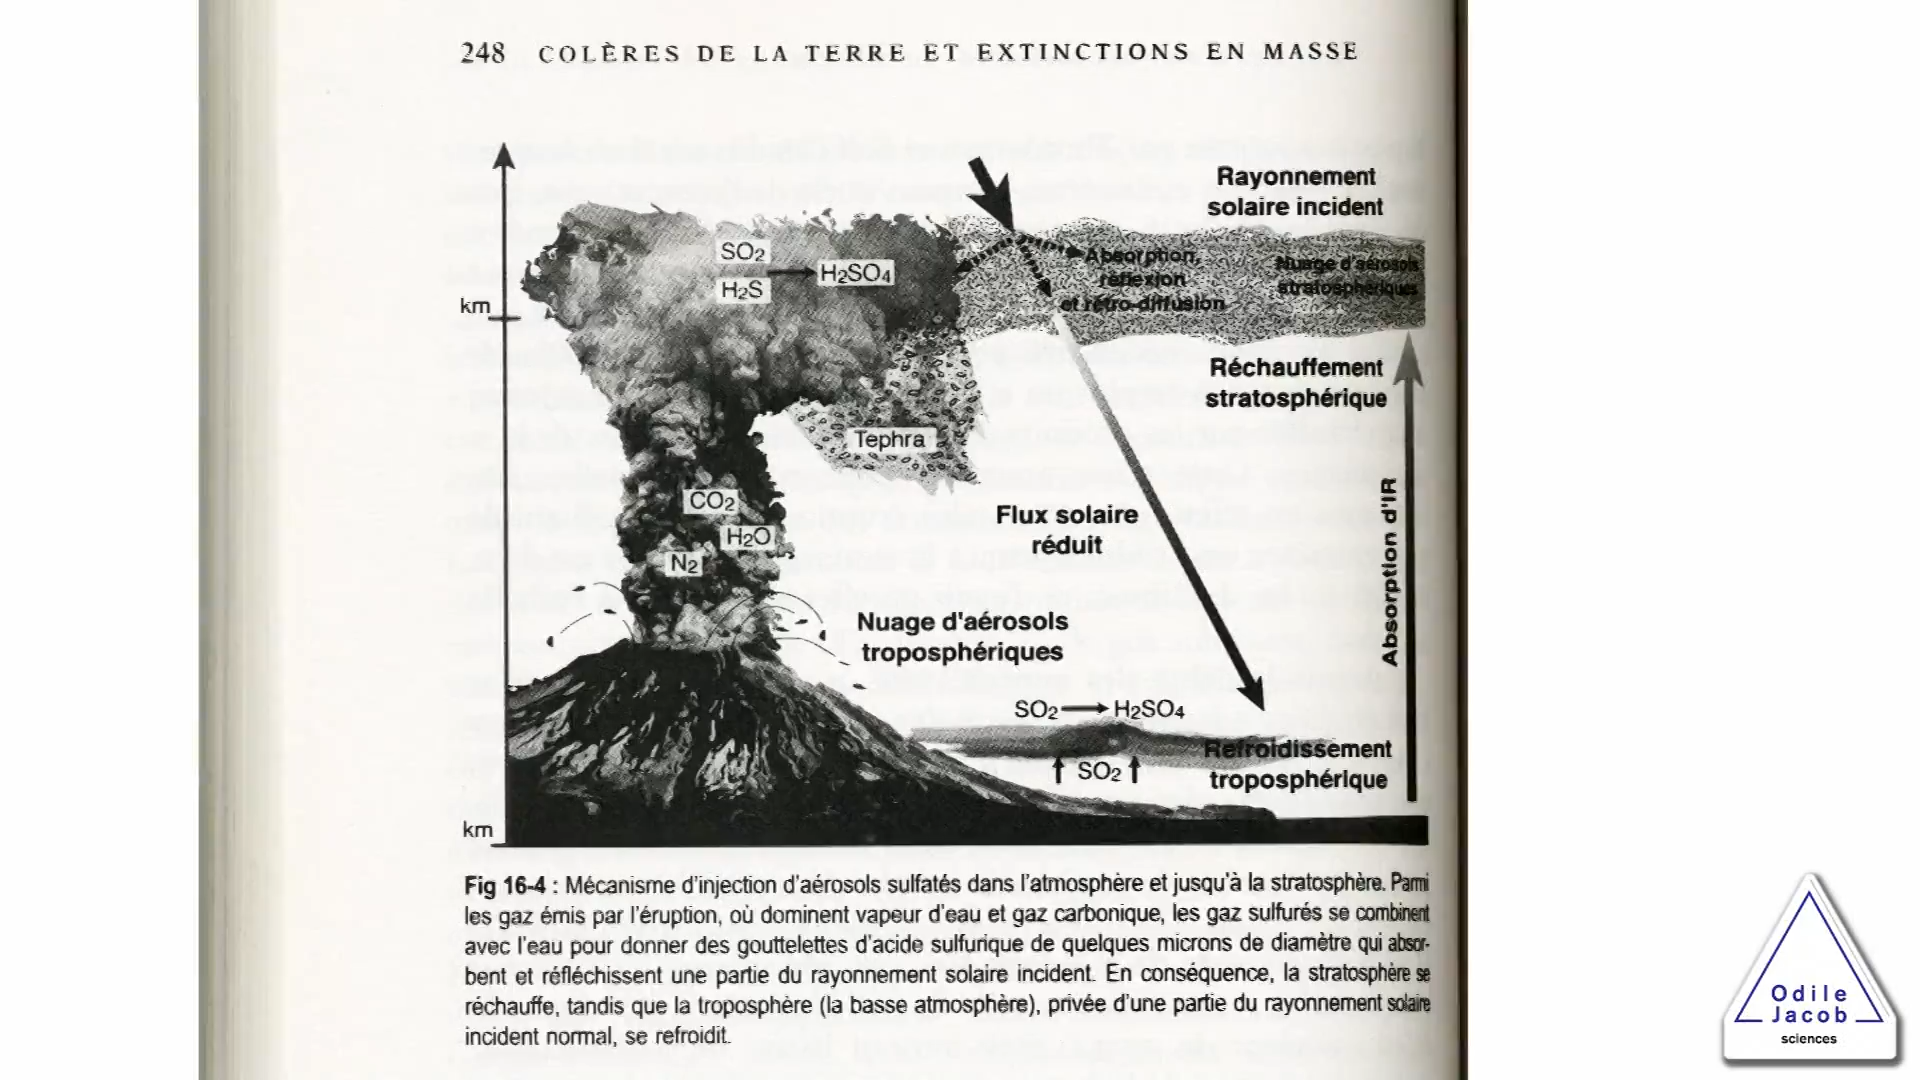 248 COLÈRES DE LA TERRE ET EXTINCTIONS EN MASSE
Rayonnement
solaire incident
SO2
H2SO4
H2S
Absorption,
réflexion
et rétro-diffusion
Nuage d'aérosols
stratosphériques
km
Réchauffement
stratosphérique
Tephra
CO2
H2O
N2
Flux solaire
réduit
Absorption d'IR
Nuage d'aérosols
troposphériques
SO2 → H2SO4
SO2
Refroidissement
troposphérique
km
Fig 16-4 : Mécanisme d'injection d'aérosols sulfatés dans l'atmosphère et jusqu'à la stratosphère. Parmi
les gaz émis par l'éruption, où dominent vapeur d'eau et gaz carbonique, les gaz sulfurés se combinent
avec l'eau pour donner des gouttelettes d'acide sulfurique de quelques microns de diamètre qui absor-
bent et réfléchissent une partie du rayonnement solaire incident. En conséquence, la stratosphère se
réchauffe, tandis que la troposphère (la basse atmosphère), privée d'une partie du rayonnement solaire
incident normal, se refroidit.
Odile
Jacob
sciences